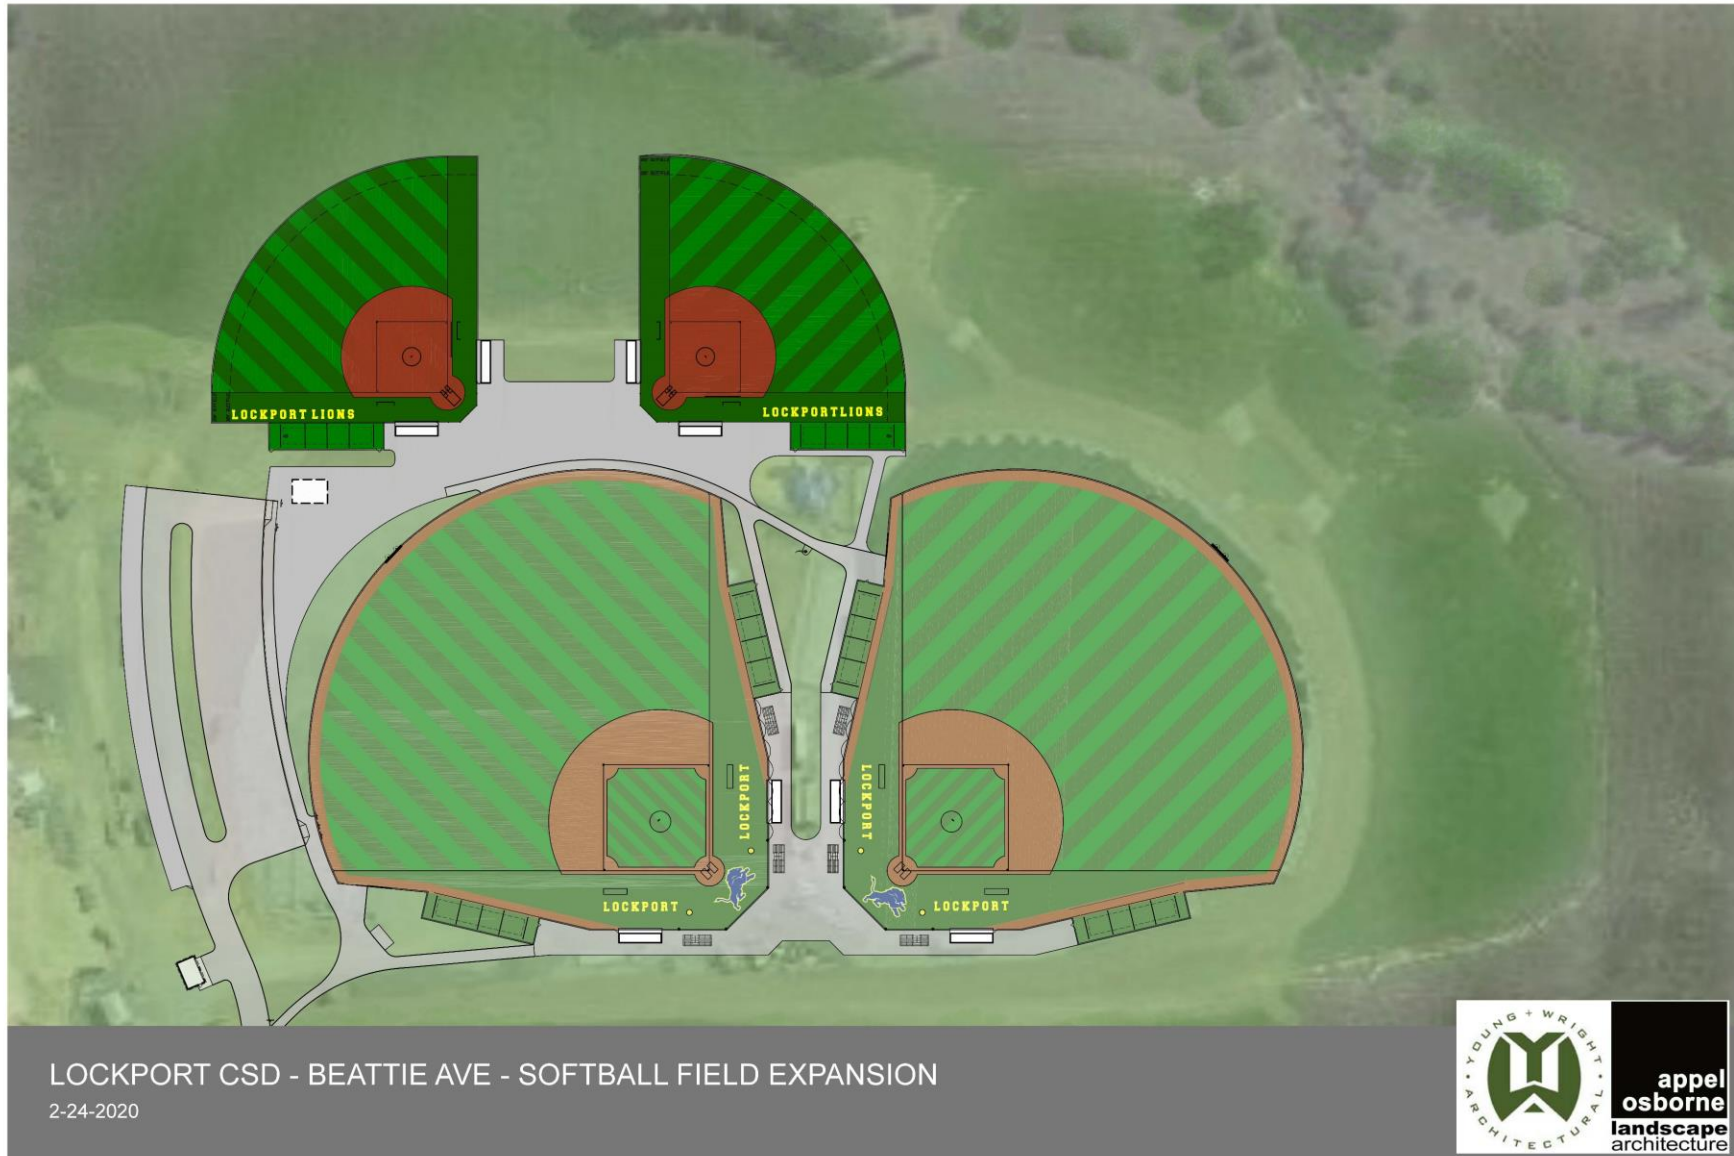 LOCKPORT LIONS
LOCKPORTLIONS
LOCKPORT
LOCKPORT
LOCKPORT
LOCKPORT
LOCKPORT CSD - BEATTIE AVE - SOFTBALL FIELD EXPANSION
2-24-2020
YOUNG + WRIGHT
ARCHITECTURAL
appel
osborne
landscape
architecture